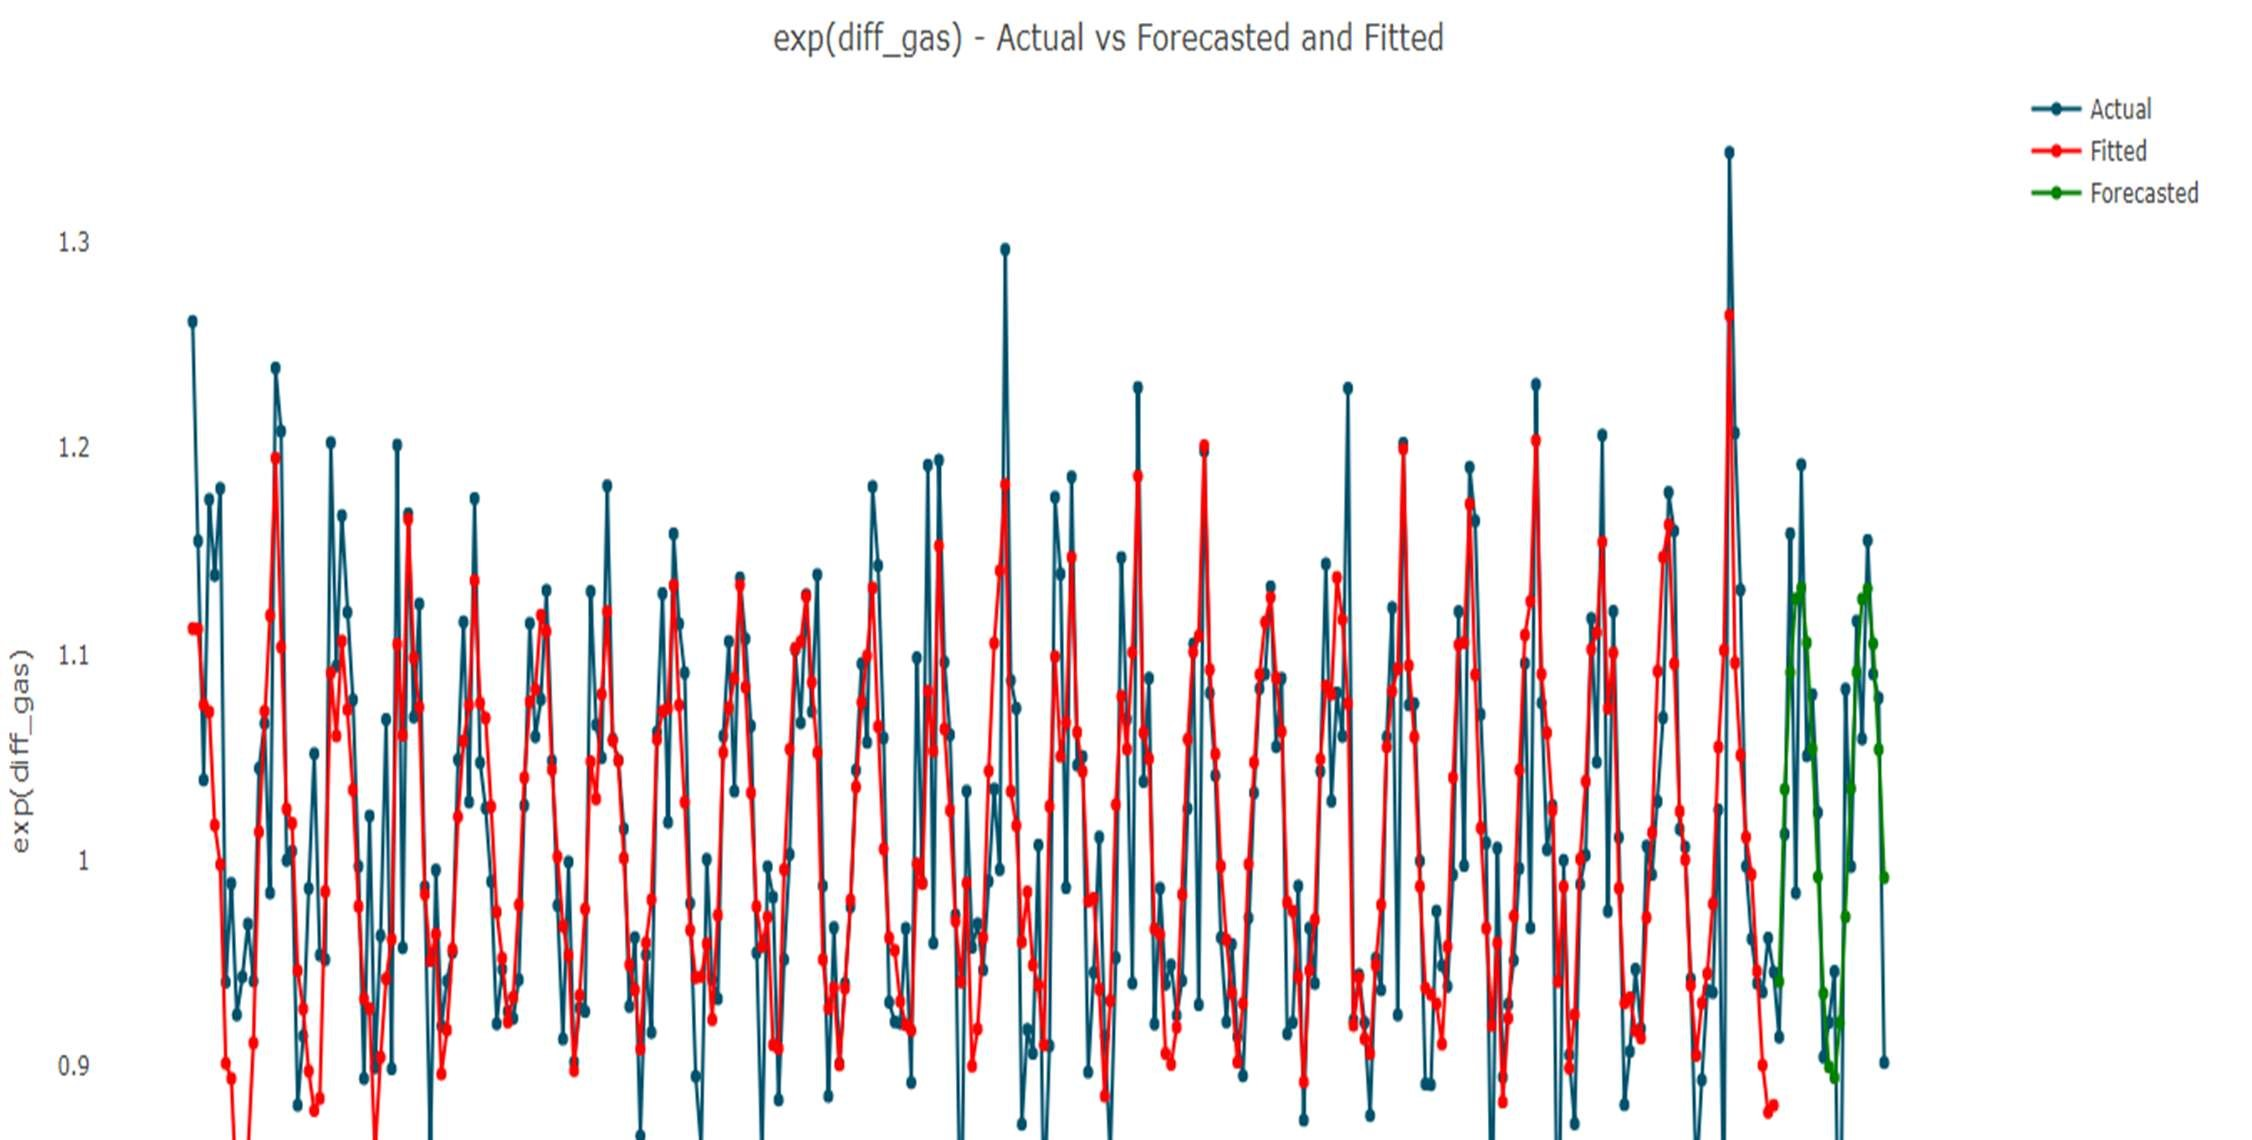 exp(diff_gas) - Actual vs Forecasted and Fitted
Actual
Fitted
Forecasted
1.3
1.2
1.1
1
0.9
exp(diff_gas)